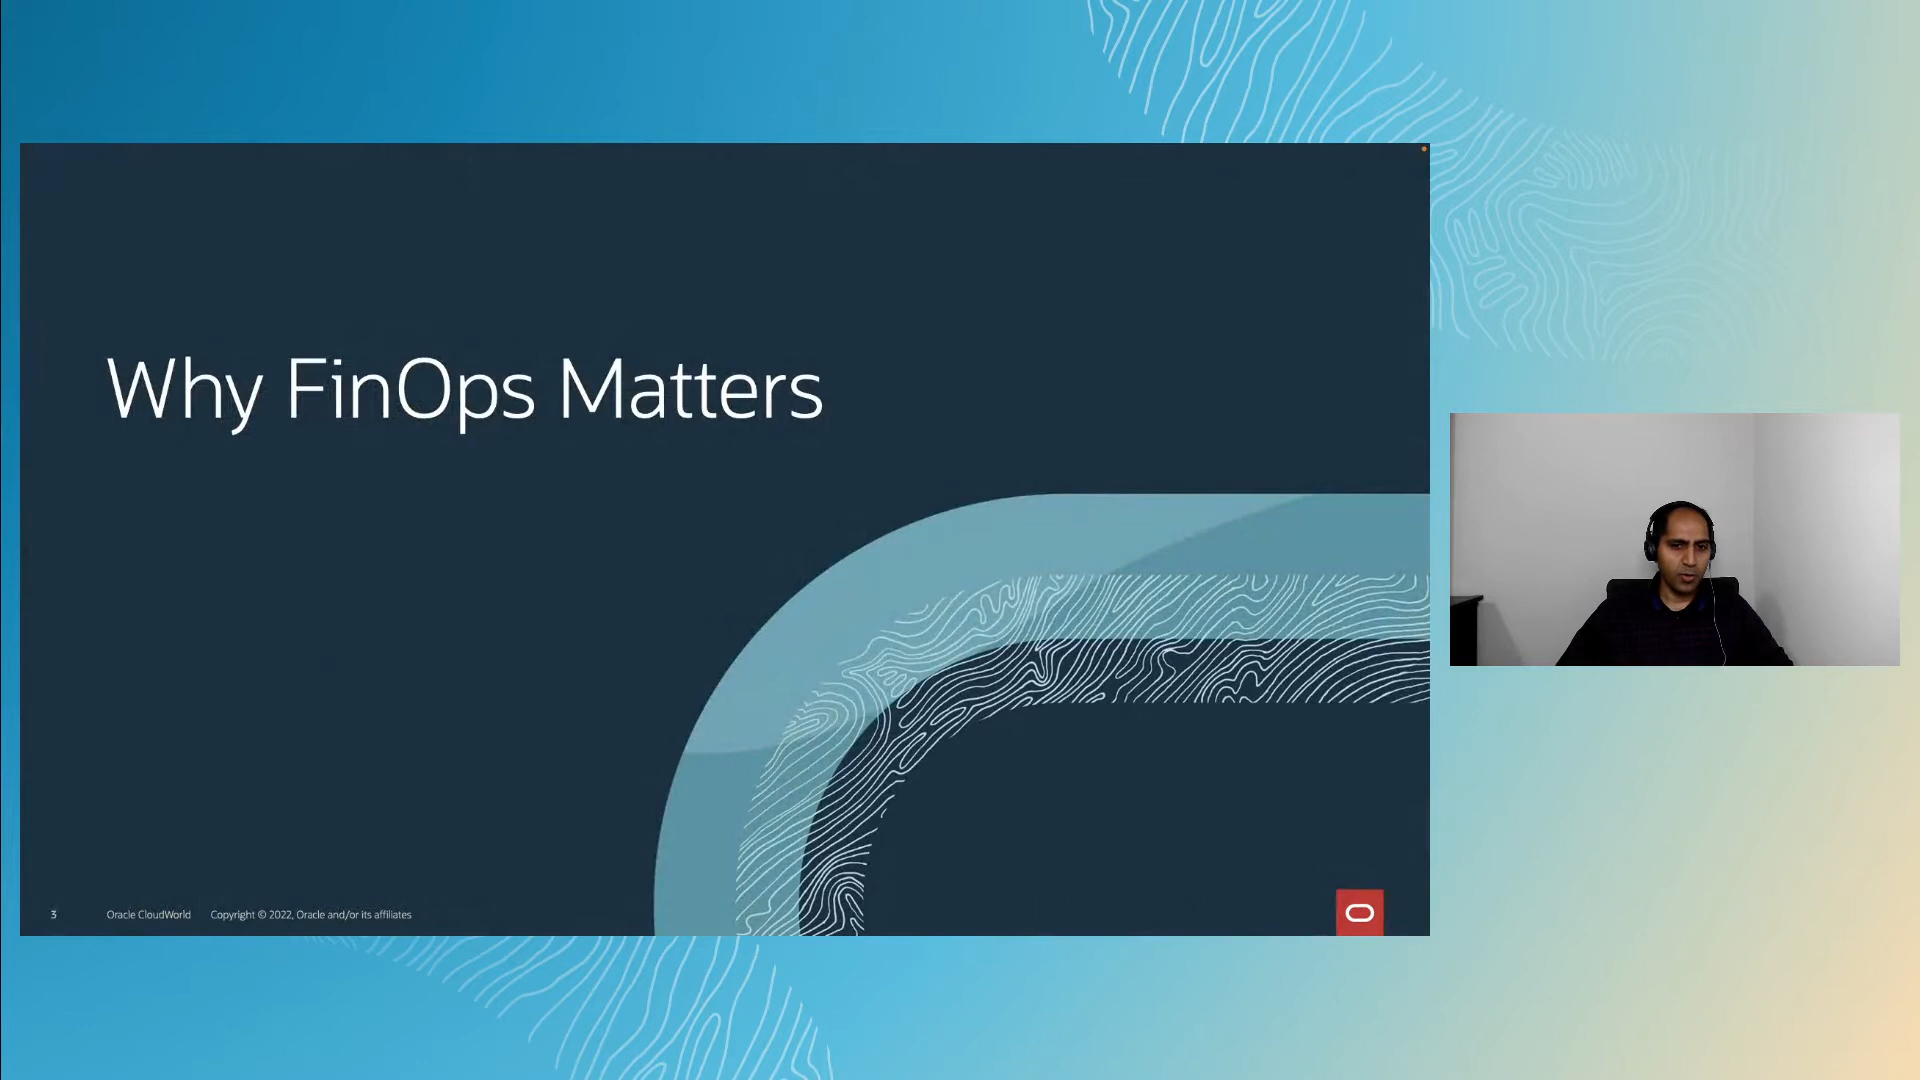 Why FinOps Matters
3 Oracle CloudWorld Copyright © 2022, Oracle and/or its affiliates